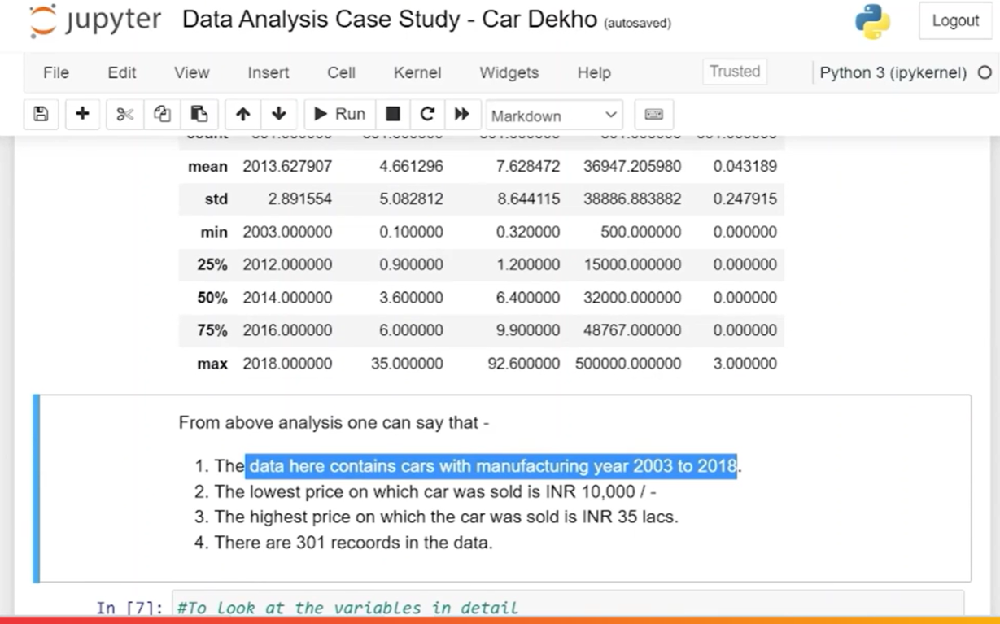 jupyter Data Analysis Case Study - Car Dekho (autosaved) Logout
File Edit View Insert Cell Kernel Widgets Help Trusted Python 3 (ipykernel)
Run Markdown
mean 2013.627907 4.661296 7.628472 36947.205980 0.043189
std 2.891554 5.082812 8.644115 38886.883882 0.247915
min 2003.000000 0.100000 0.320000 500.000000 0.000000
25% 2012.000000 0.900000 1.200000 15000.000000 0.000000
50% 2014.000000 3.600000 6.400000 32000.000000 0.000000
75% 2016.000000 6.000000 9.900000 48767.000000 0.000000
max 2018.000000 35.000000 92.600000 500000.000000 3.000000
From above analysis one can say that -
1. The data here contains cars with manufacturing year 2003 to 2018.
2. The lowest price on which car was sold is INR 10,000 / -
3. The highest price on which the car was sold is INR 35 lacs.
4. There are 301 recoords in the data.
In [7]: #To look at the variables in detail